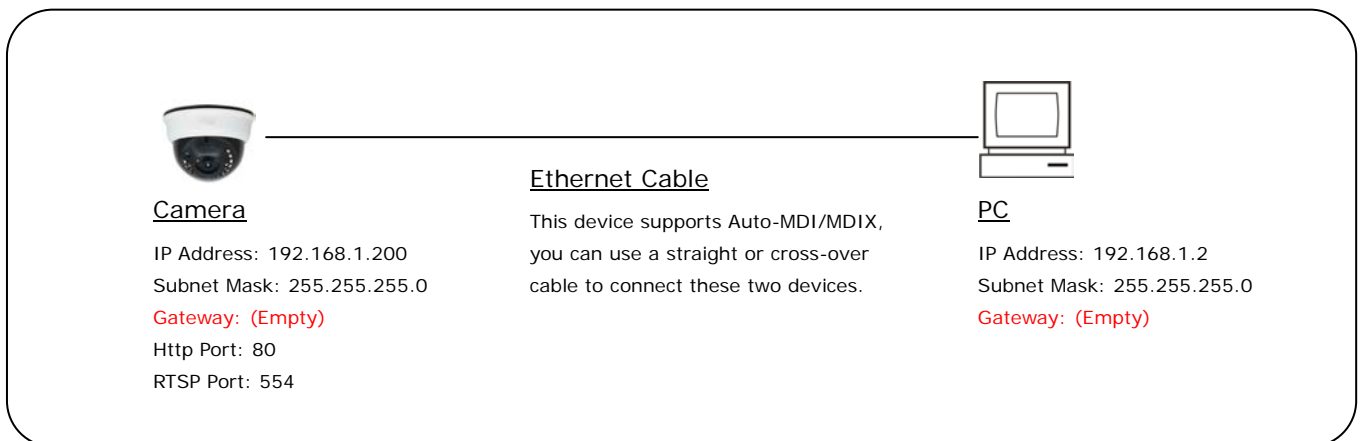 Camera
IP Address: 192.168.1.200
Subnet Mask: 255.255.255.0
Gateway: (Empty)
Http Port: 80
RTSP Port: 554
Ethernet Cable
This device supports Auto-MDI/MDIX,
you can use a straight or cross-over
cable to connect these two devices.
PC
IP Address: 192.168.1.2
Subnet Mask: 255.255.255.0
Gateway: (Empty)